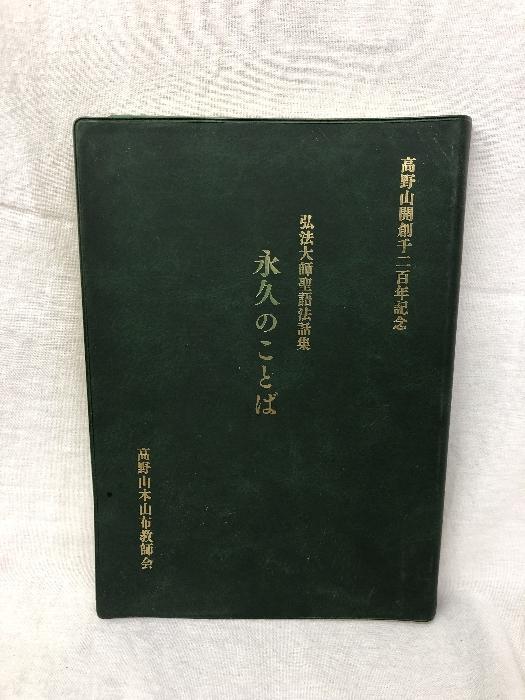 高野山開創千二百年記念
弘法大師聖語法話集
永久のことば
高野山本山布教師会